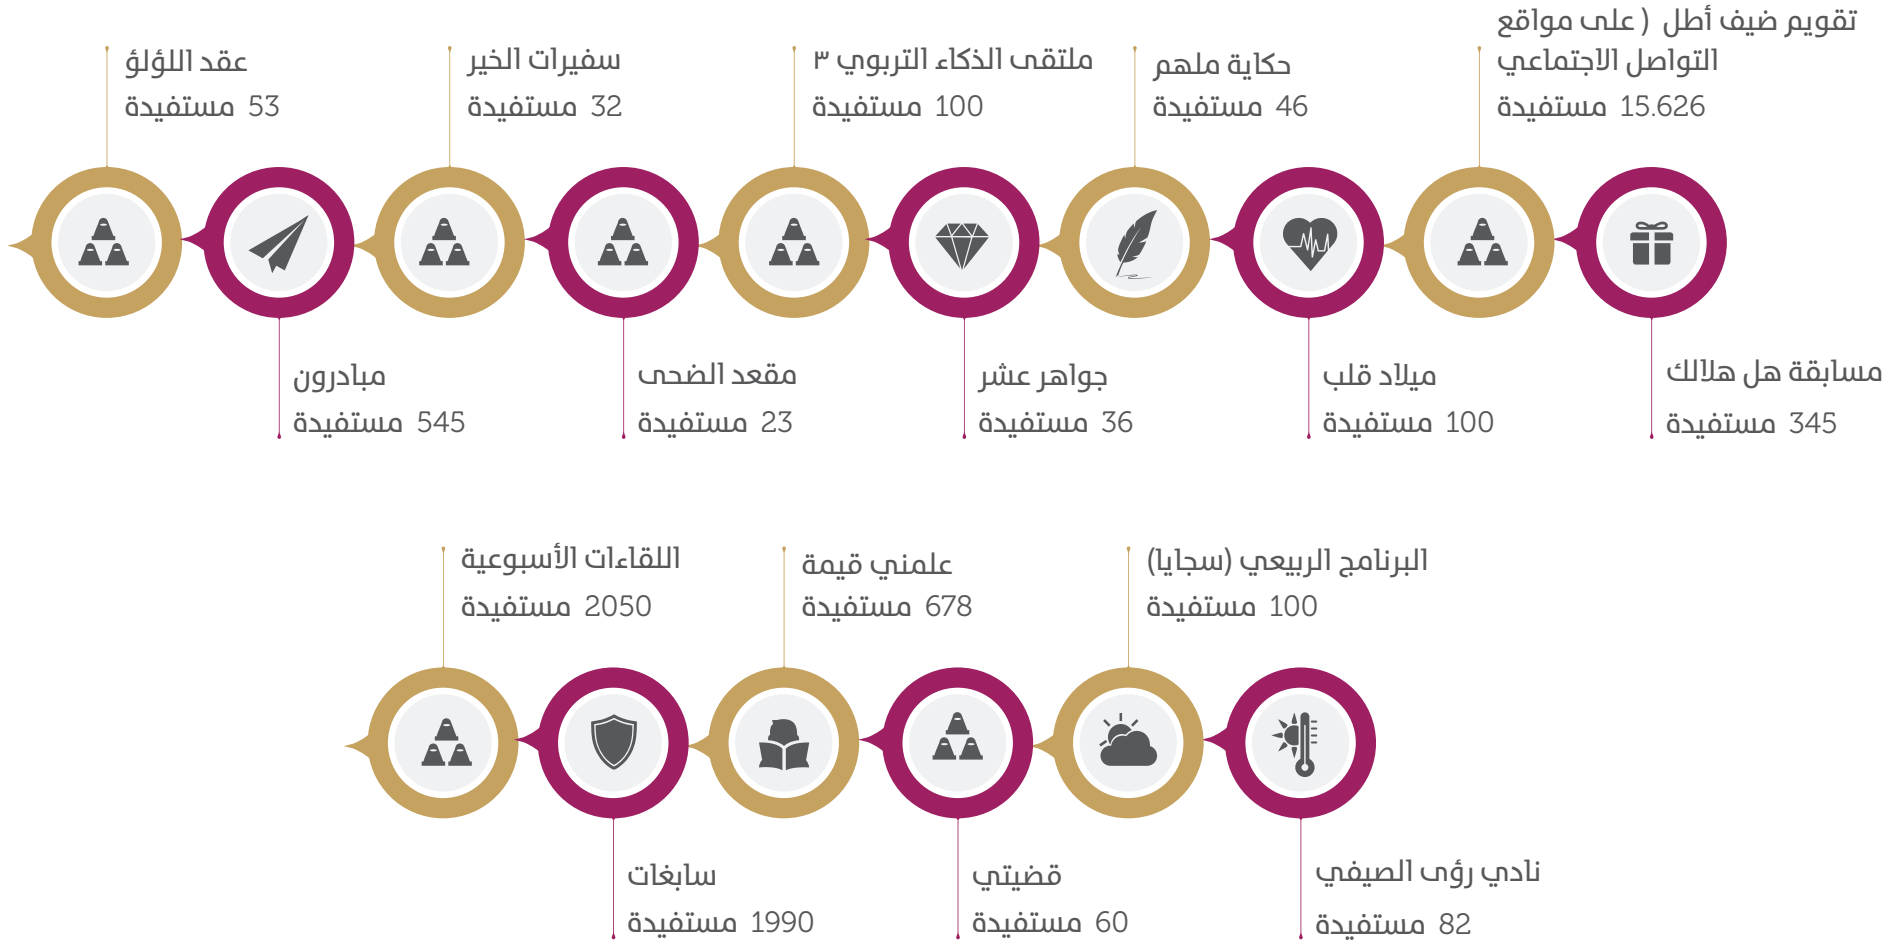 تقويم ضيف أطل ( على مواقع
التواصل الاجتماعي
15.626 مستفيدة
حكاية ملهم
46 مستفيدة
ملتقى الذكاء التربوي ٣
100 مستفيدة
سفيرات الخير
32 مستفيدة
عقد اللؤلؤ
53 مستفيدة
مسابقة هل هلالك
345 مستفيدة
ميلاد قلب
100 مستفيدة
جواهر عشر
36 مستفيدة
مقعد الضحى
23 مستفيدة
مبادرون
545 مستفيدة
البرنامج الربيعي (سجايا)
100 مستفيدة
علمني قيمة
678 مستفيدة
اللقاءات الأسبوعية
2050 مستفيدة
نادي رؤى الصيفي
82 مستفيدة
قضيتي
60 مستفيدة
سابغات
1990 مستفيدة